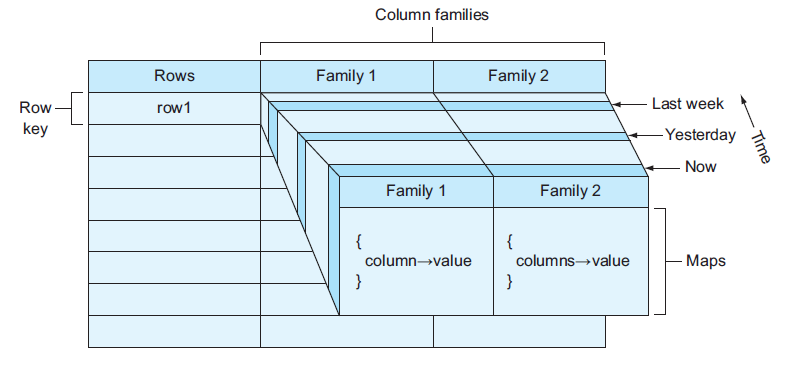 Column families
Rows
Family 1
Family 2
Row
key
row1
Last week
Yesterday
Now
Time
Family 1
Family 2
{
column→value
}
{
columns→value
}
Maps